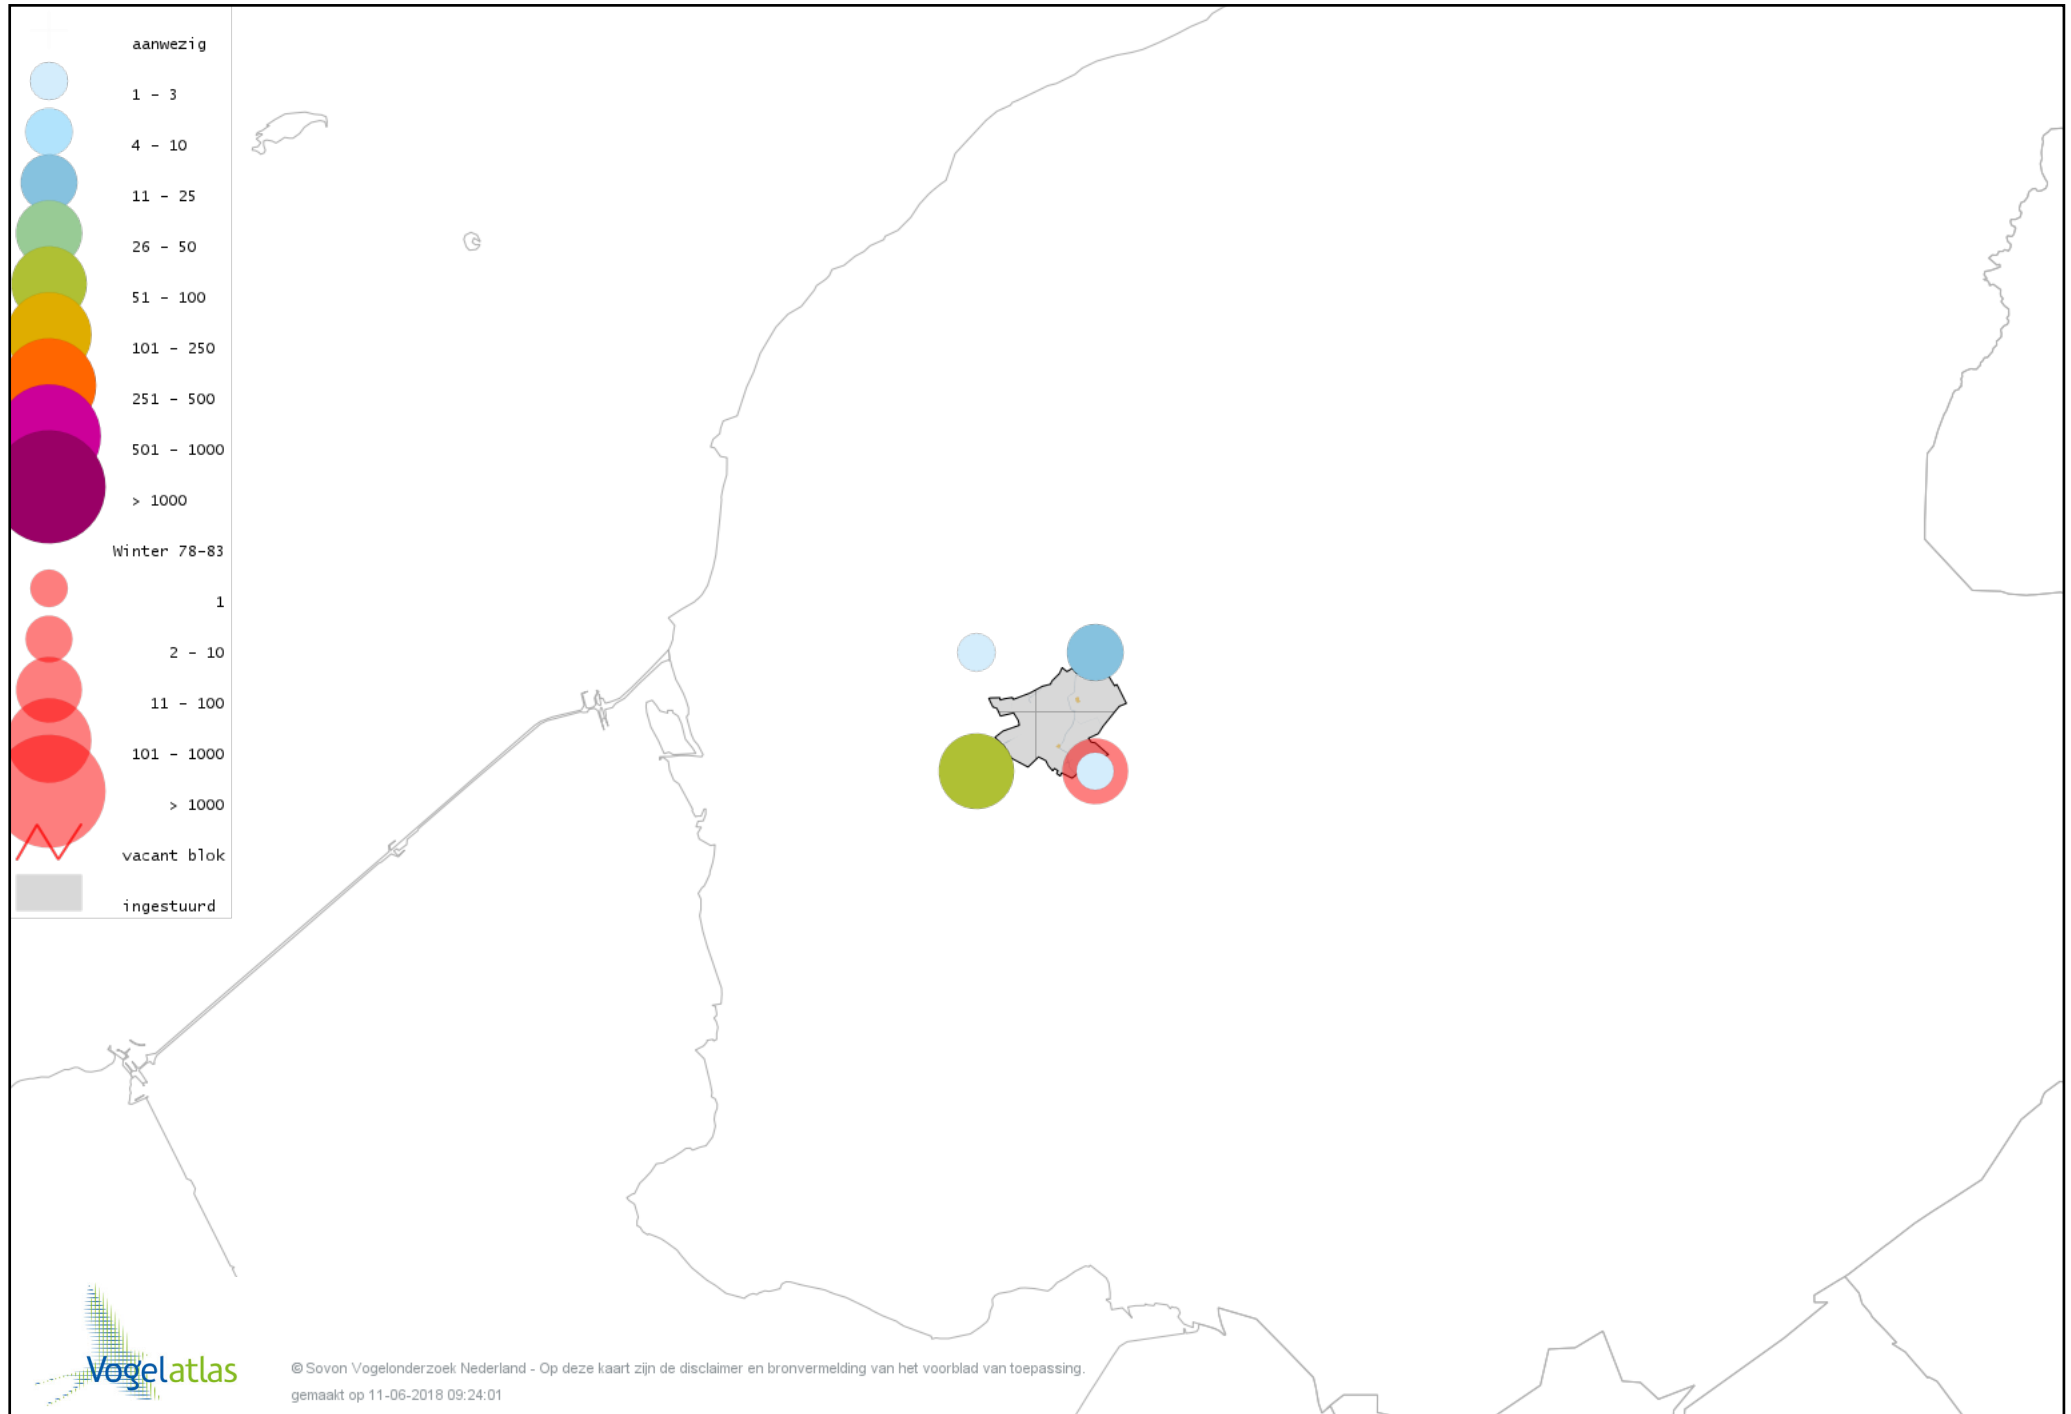 aanwezig
1 - 3
4 - 10
11 - 25
26 - 50
51 - 100
101 - 250
251 - 500
501 - 1000
> 1000
Winter 78-83
1
2 - 10
11 - 100
101 - 1000
> 1000
vacant blok
ingestuurd
Vogelatlas
© Sovon Vogelonderzoek Nederland - Op deze kaart zijn de disclaimer en bronvermelding van het voorblad van toepassing.
gemaakt op 11-06-2018 09:24:01